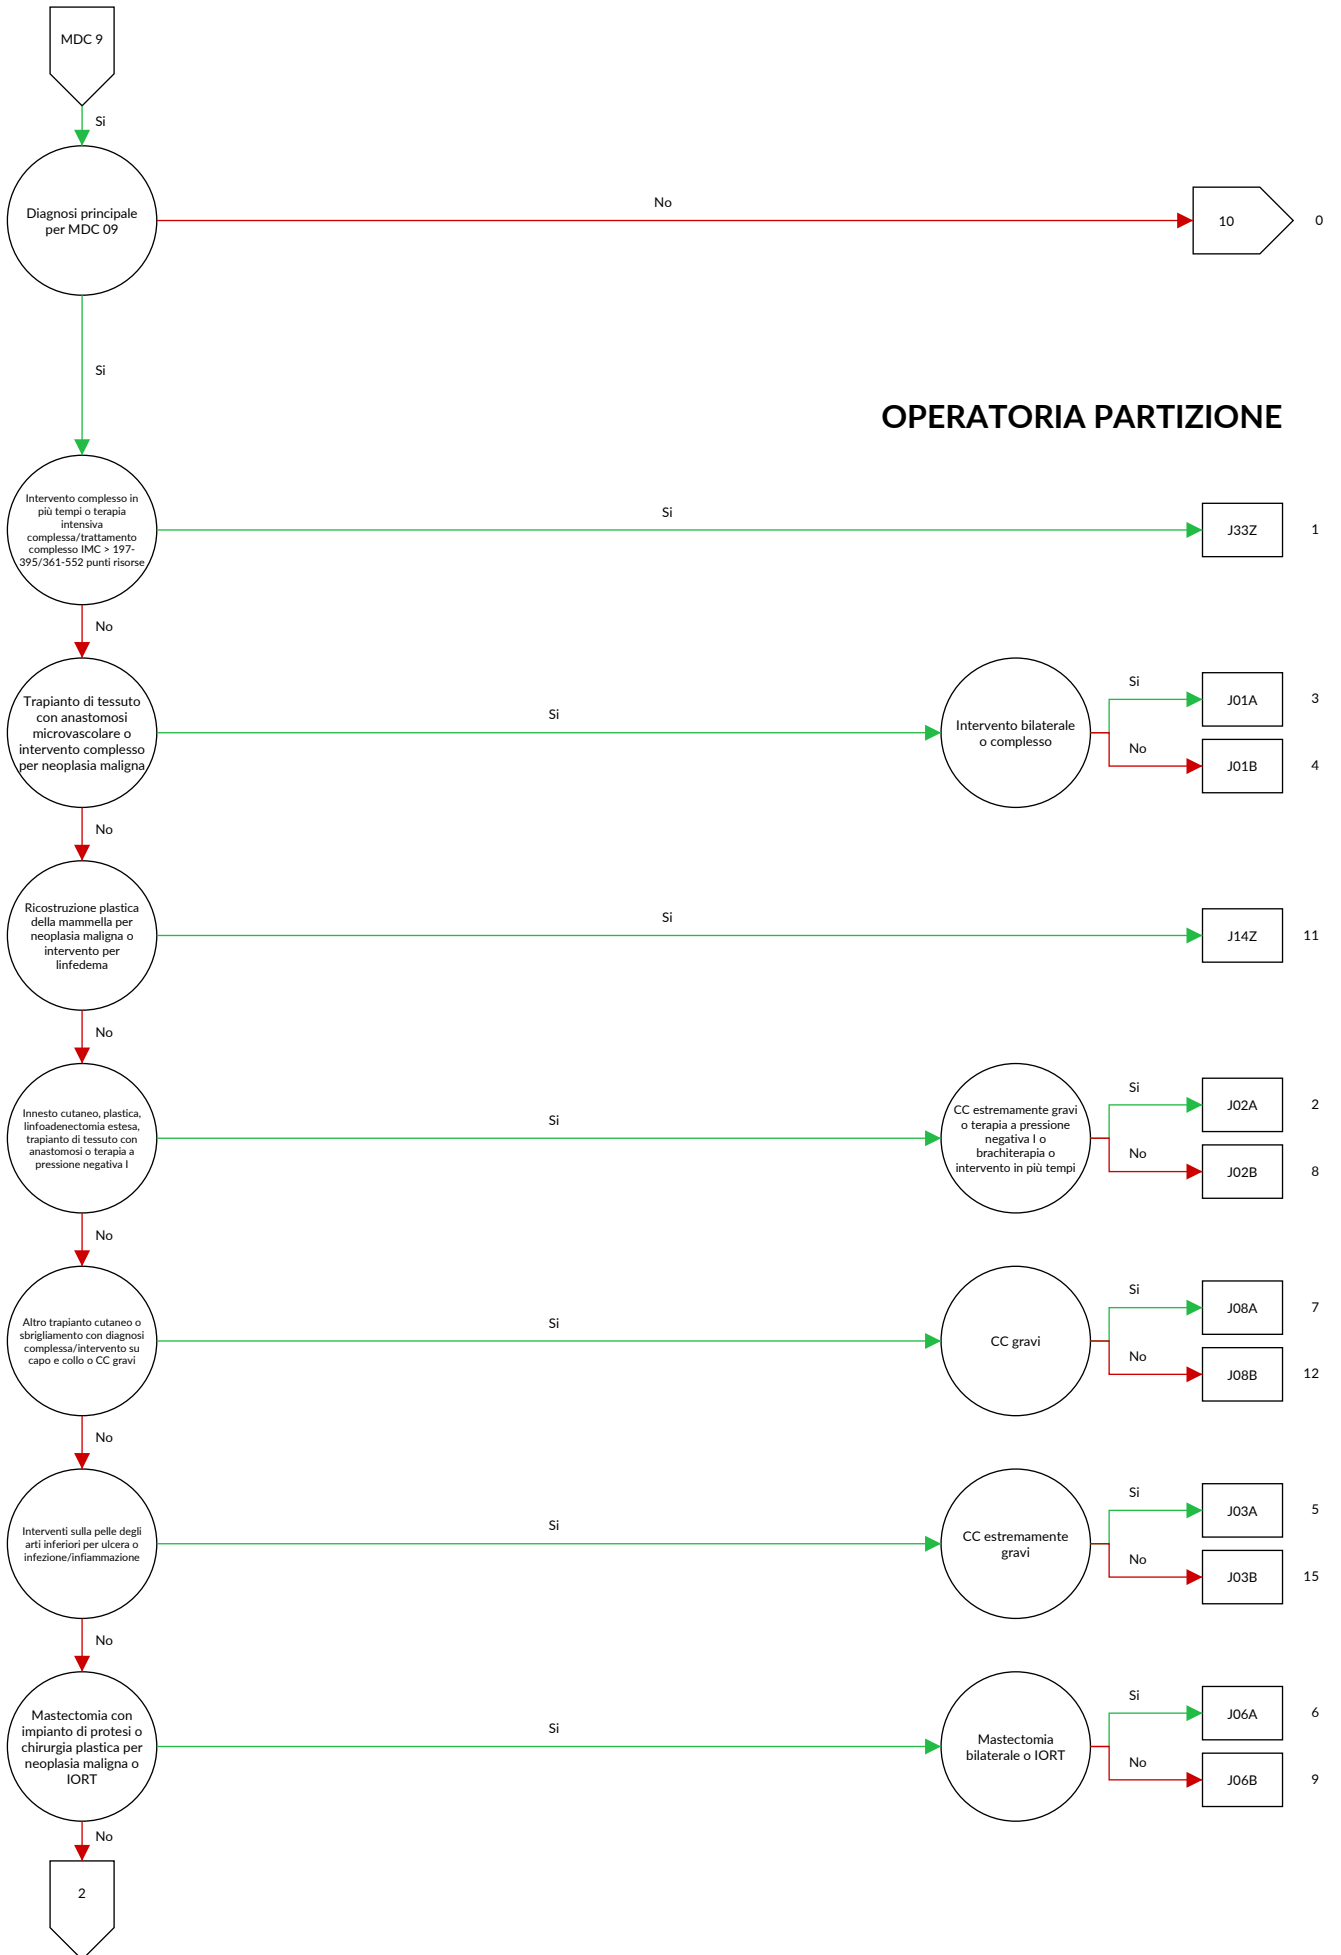 MDC 9
Si
Diagnosi principale
per MDC 09
No
10
0
Si
OPERATORIA PARTIZIONE
Intervento complesso in
più tempi o terapia
intensiva
complessa/trattamento
complesso IMC > 197-
395/361-552 punti risorse
Si
J33Z
1
No
Trapianto di tessuto
con anastomosi
microvascolare o
intervento complesso
per neoplasia maligna
Si
Intervento bilaterale
o complesso
Si
J01A
3
No
J01B
4
No
Ricostruzione plastica
della mammella per
neoplasia maligna o
intervento per
linfedema
Si
J14Z
11
No
Innesto cutaneo, plastica,
linfoadenectomia estesa,
trapianto di tessuto con
anastomosi o terapia a
pressione negativa I
Si
CC estremamente gravi
o terapia a pressione
negativa I o
brachiterapia o
intervento in più tempi
Si
J02A
2
No
J02B
8
No
Altro trapianto cutaneo o
sbrigliamento con diagnosi
complessa/intervento su
capo e collo o CC gravi
Si
CC gravi
Si
J08A
7
No
J08B
12
No
Interventi sulla pelle degli
arti inferiori per ulcera o
infezione/infiammazione
Si
CC estremamente
gravi
Si
J03A
5
No
J03B
15
No
Mastectomia con
impianto di protesi o
chirurgia plastica per
neoplasia maligna o
IORT
Si
Mastectomia
bilaterale o IORT
Si
J06A
6
No
J06B
9
No
2